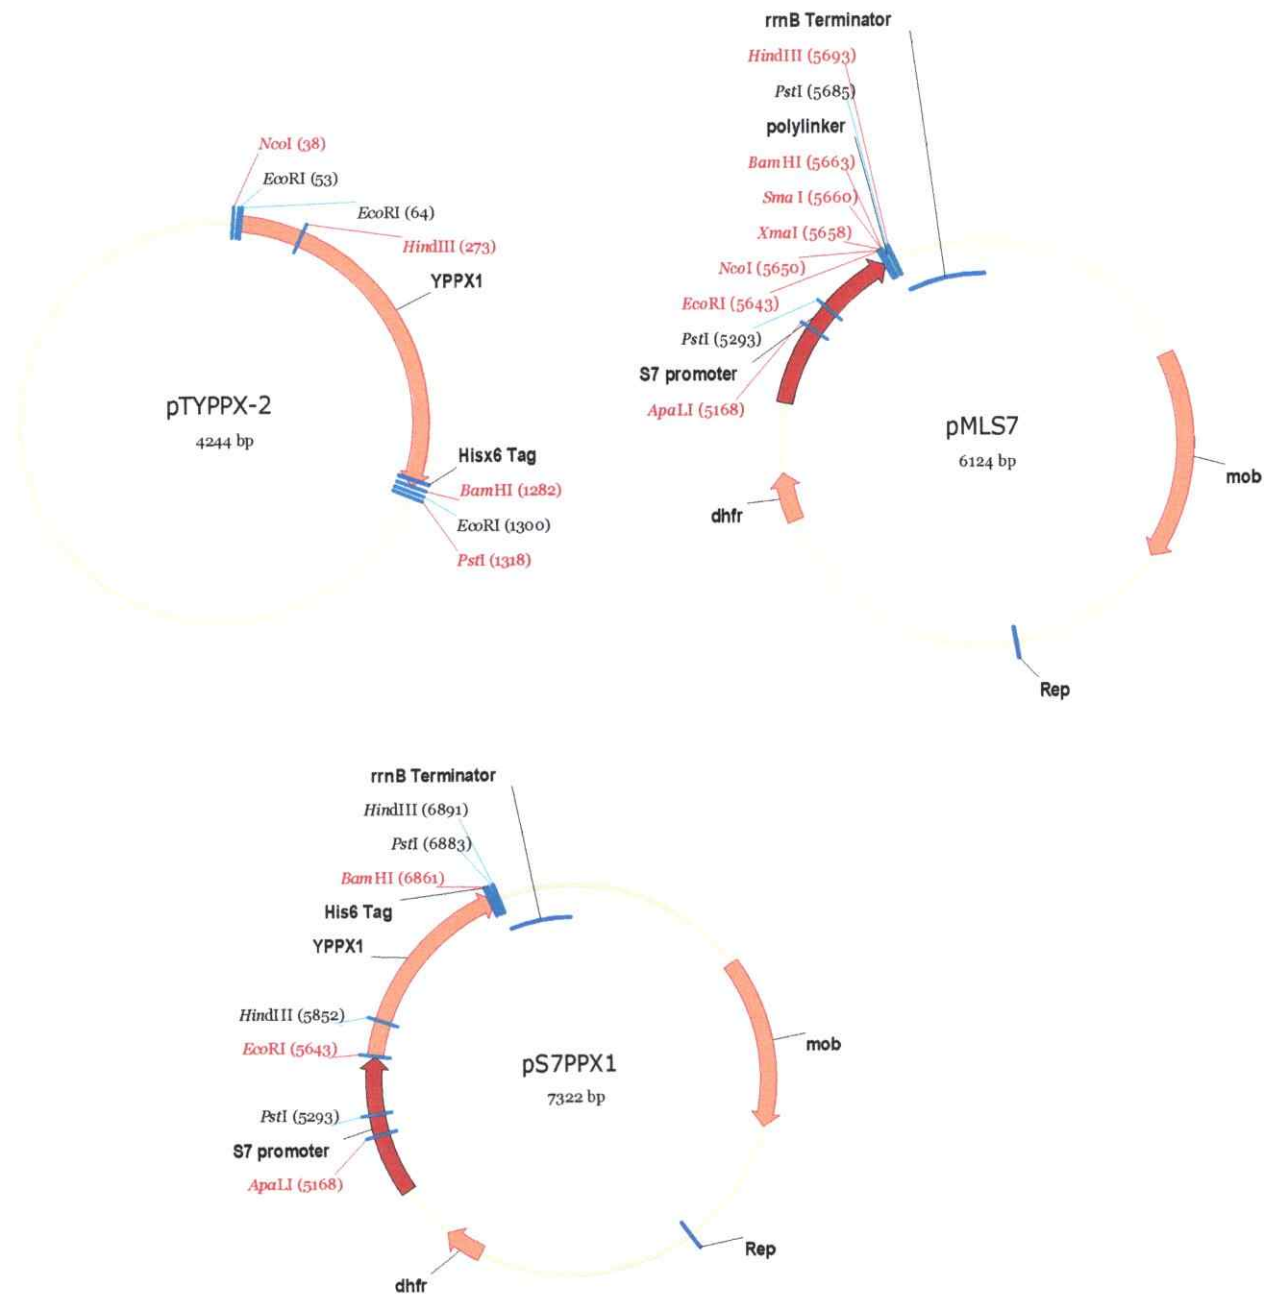 NcoI (38)
EcoRI (53)
EcoRI (64)
HindIII (273)
YPPX1
pTYPPX-2
4244 bp
Hisx6 Tag
BamHI (1282)
EcoRI (1300)
PstI (1318)
rrnB Terminator
HindIII (5693)
PstI (5685)
polylinker
BamHI (5663)
Sma I (5660)
XmaI (5658)
NcoI (5650)
EcoRI (5643)
PstI (5293)
S7 promoter
ApaLI (5168)
pMLS7
6124 bp
mob
dhfr
Rep
rrnB Terminator
HindIII (6891)
PstI (6883)
BamHI (6861)
His6 Tag
YPPX1
HindIII (5852)
EcoRI (5643)
pS7PPX1
7322 bp
mob
PstI (5293)
S7 promoter
ApaLI (5168)
Rep
dhfr